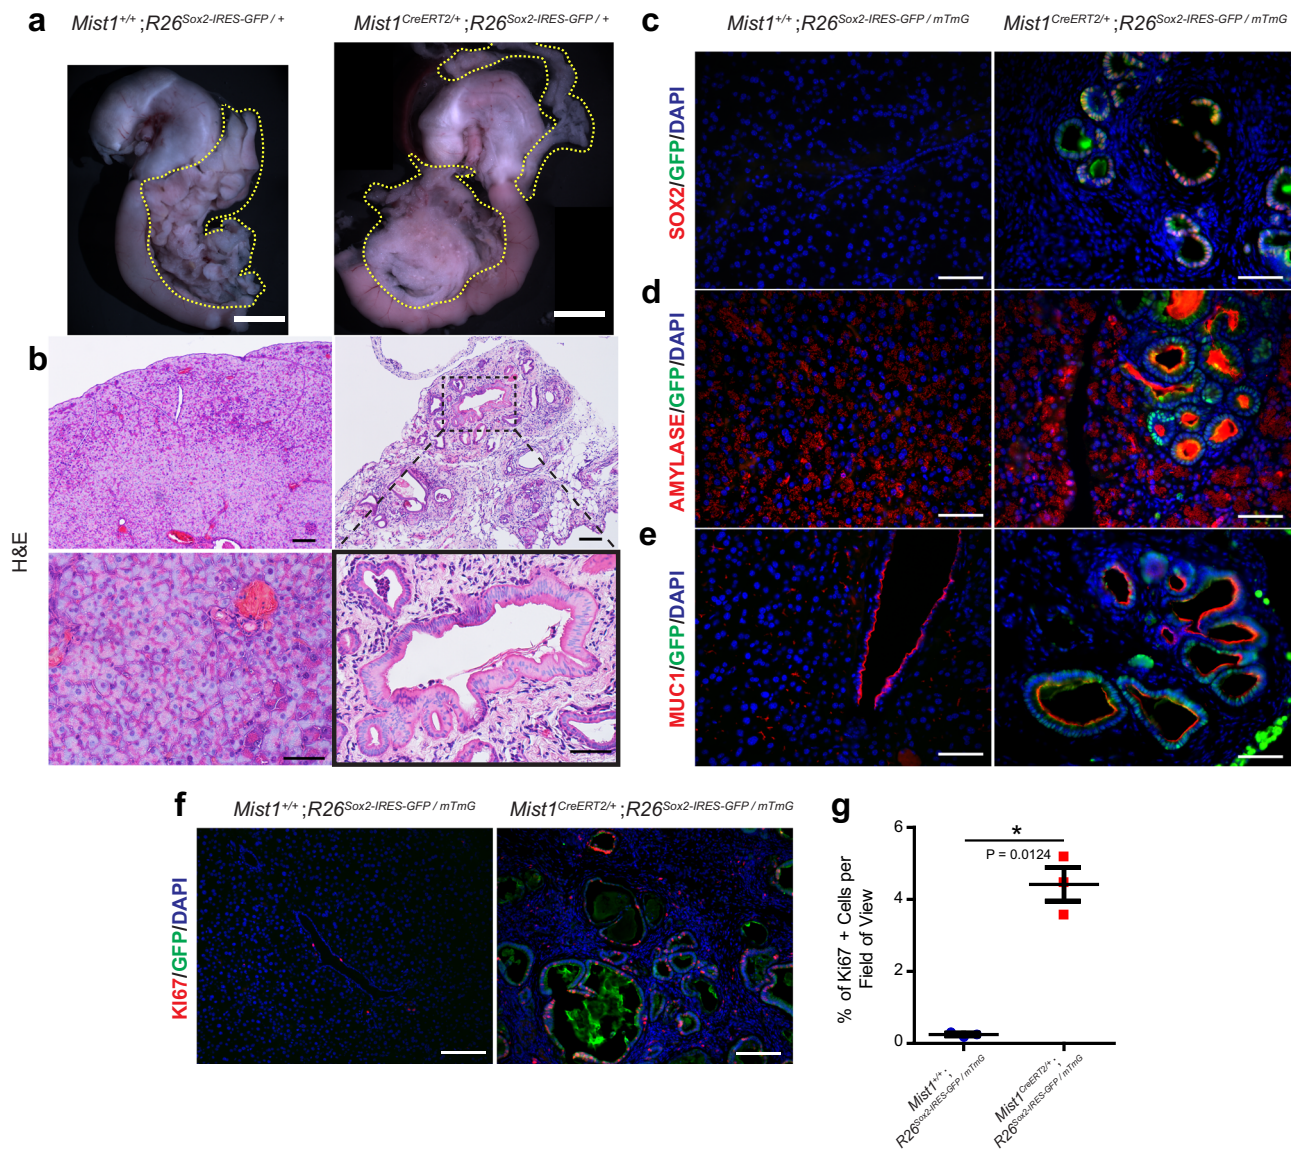 a
Mist1+/+;R26Sox2-IRES-GFP / +
Mist1CreERT2/+;R26Sox2-IRES-GFP / +
b
H&E
c
Mist1+/+;R26Sox2-IRES-GFP / mTmG
Mist1CreERT2/+;R26Sox2-IRES-GFP / mTmG
SOX2/GFP/DAPI
d
AMYLASE/GFP/DAPI
e
MUC1/GFP/DAPI
f
Mist1+/+;R26Sox2-IRES-GFP / mTmG
Mist1CreERT2/+;R26Sox2-IRES-GFP / mTmG
KI67/GFP/DAPI
g
% of Ki67 + Cells per
Field of View
6
4
2
0
*
P = 0.0124
Mist1+/+;
R26Sox2-IRES-GFP / mTmG
Mist1CreERT2/+;
R26Sox2-IRES-GFP / mTmG